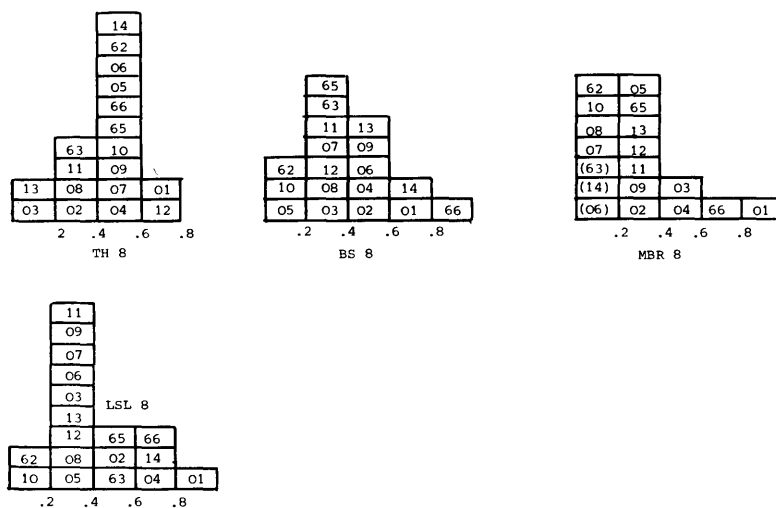 14
62
06
05
66
65
63 10
11 09
13 08 07 01
03 02 04 12
2 .4 .6 .8
TH 8
65
63
11 13
07 09
62 12 06
10 08 04 14
05 03 02 01 66
.2 .4 .6 .8
BS 8
62 05
10 65
08 13
07 12
(63) 11
(14) 09 03
(06) 02 04 66 01
.2 .4 .6 .8
MBR 8
11
09
07
06
03
LSL 8
13
12 65 66
62 08 02 14
10 05 63 04 01
.2 .4 .6 .8